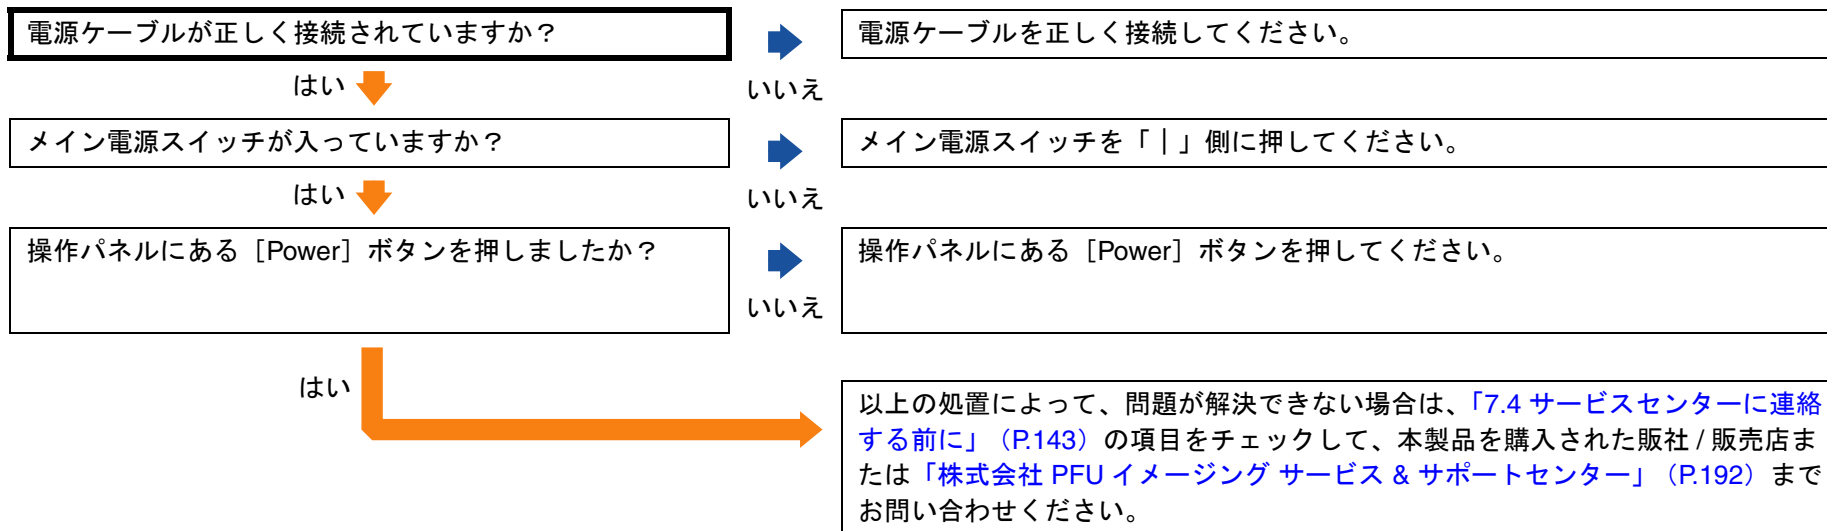 電源ケーブルが正しく接続されていますか？
電源ケーブルを正しく接続してください。
はい
いいえ
メイン電源スイッチが入っていますか？
メイン電源スイッチを「｜」側に押してください。
はい
いいえ
操作パネルにある［Power］ボタンを押しましたか？
操作パネルにある［Power］ボタンを押してください。
いいえ
はい
以上の処置によって、問題が解決できない場合は、「7.4 サービスセンターに連絡
する前に」（P.143）の項目をチェックして、本製品を購入された販社 / 販売店ま
たは「株式会社 PFU イメージング サービス & サポートセンター」（P.192）まで
お問い合わせください。